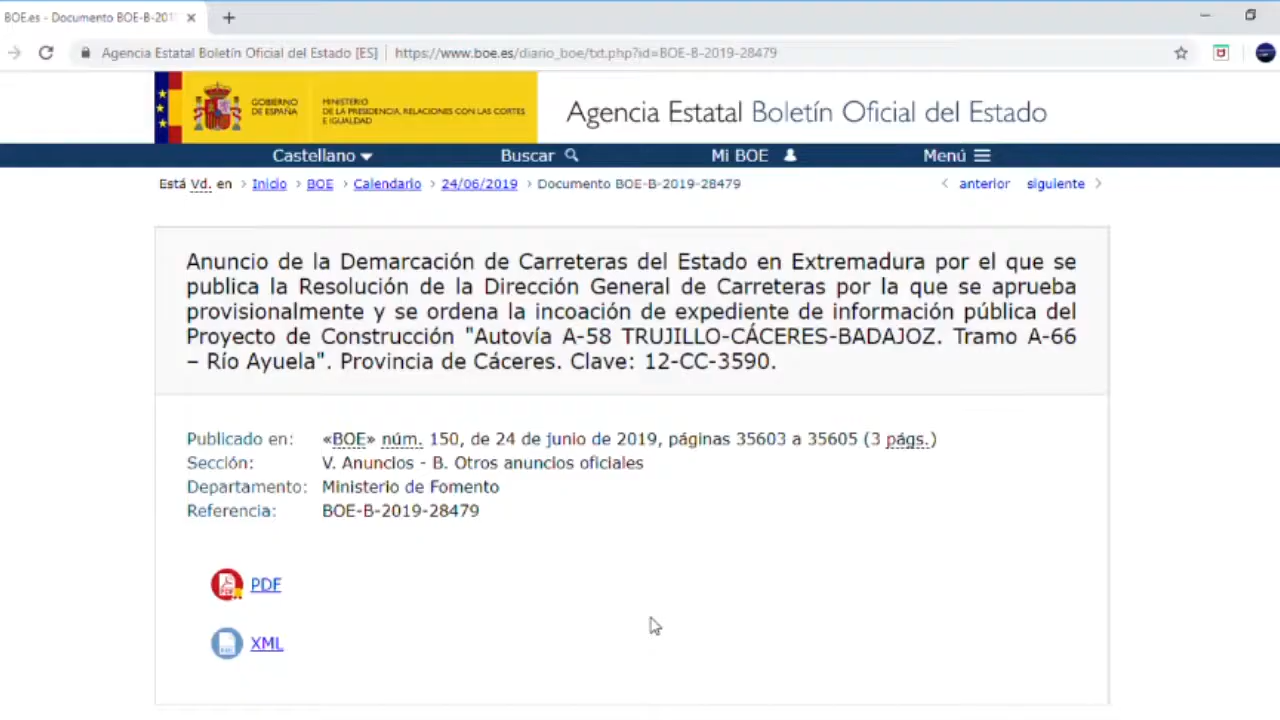 BOE.es - Documento BOE-B-201
Agencia Estatal Boletín Oficial del Estado [ES] | https://www.boe.es/diario_boe/txt.php?id=BOE-B-2019-28479
GOBIERNO
DE ESPAÑA
MINISTERIO
DE LA PRESIDENCIA, RELACIONES CON LAS CORTES
E IGUALDAD
Agencia Estatal Boletín Oficial del Estado
Castellano Buscar Mi BOE Menú
Está Vd. en > Inicio > BOE > Calendario > 24/06/2019 > Documento BOE-B-2019-28479 < anterior siguiente >
Anuncio de la Demarcación de Carreteras del Estado en Extremadura por el que se
publica la Resolución de la Dirección General de Carreteras por la que se aprueba
provisionalmente y se ordena la incoación de expediente de información pública del
Proyecto de Construcción "Autovía A-58 TRUJILLO-CÁCERES-BADAJOZ. Tramo A-66
– Río Ayuela". Provincia de Cáceres. Clave: 12-CC-3590.
Publicado en: «BOE» núm. 150, de 24 de junio de 2019, páginas 35603 a 35605 (3 págs.)
Sección: V. Anuncios - B. Otros anuncios oficiales
Departamento: Ministerio de Fomento
Referencia: BOE-B-2019-28479
PDF
XML